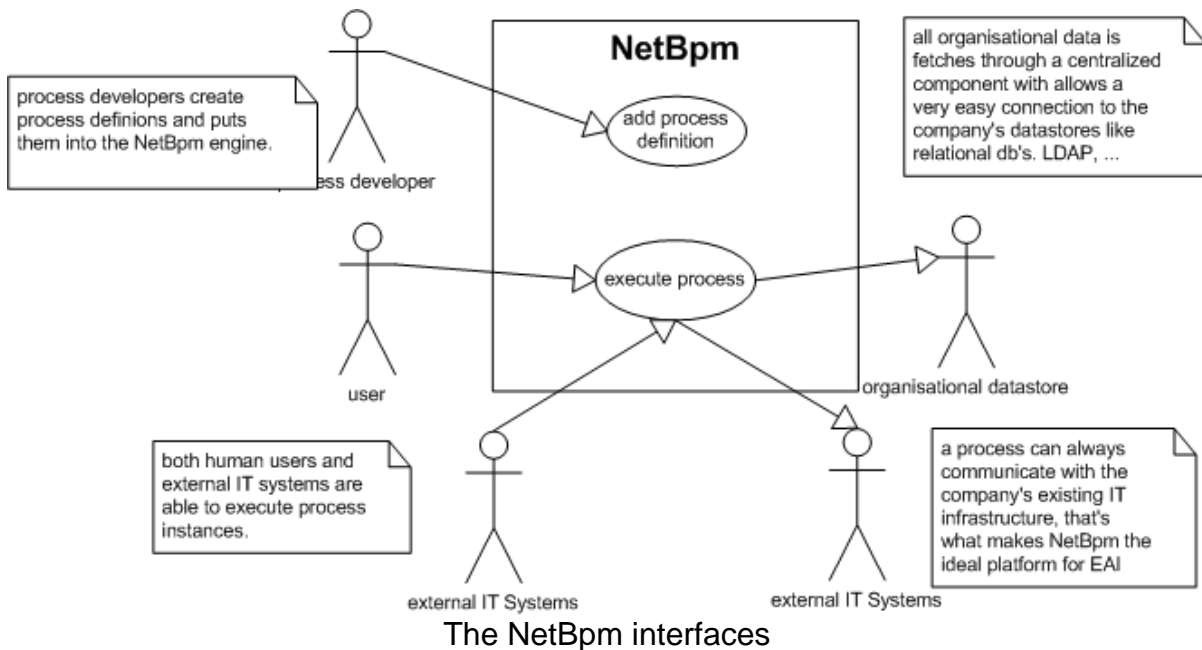 NetBpm
process developers create
process definions and puts
them into the NetBpm engine.
add process
definition
all organisational data is
fetches through a centralized
component with allows a
very easy connection to the
company's datastores like
relational db's. LDAP, ...
developer
execute process
user
organisational datastore
both human users and
external IT systems are
able to execute process
instances.
a process can always
communicate with the
company's existing IT
infrastructure, that's
what makes NetBpm the
ideal platform for EAI
external IT Systems
external IT Systems
The NetBpm interfaces